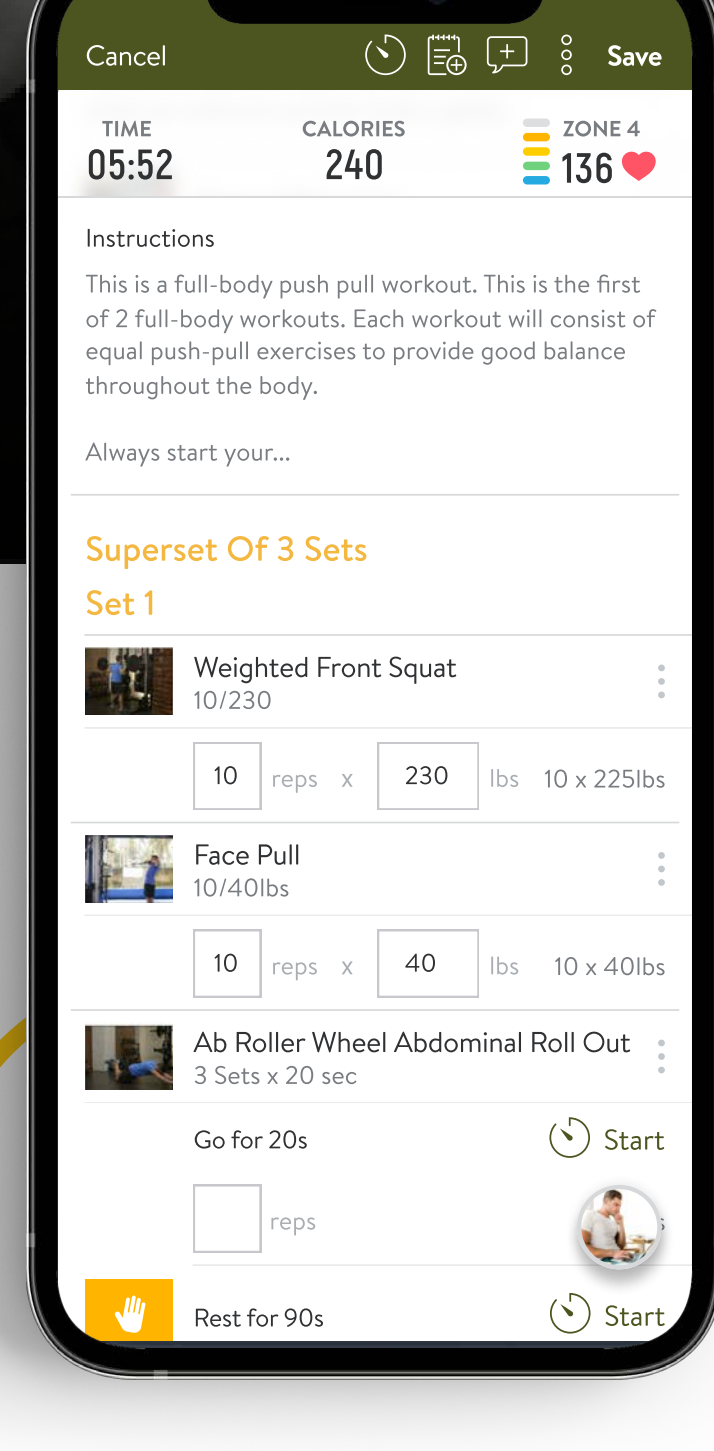 Cancel
Save
TIME
CALORIES
ZONE 4
05:52
240
136
Instructions
This is a full-body push pull workout. This is the first
of 2 full-body workouts. Each workout will consist of
equal push-pull exercises to provide good balance
throughout the body.
Always start your...
Superset Of 3 Sets
Set 1
Weighted Front Squat
10/230
10 reps x 230 lbs 10 x 225lbs
Face Pull
10/40lbs
10 reps x 40 lbs 10 x 40lbs
Ab Roller Wheel Abdominal Roll Out
3 Sets x 20 sec
Go for 20s
Start
reps
Rest for 90s
Start